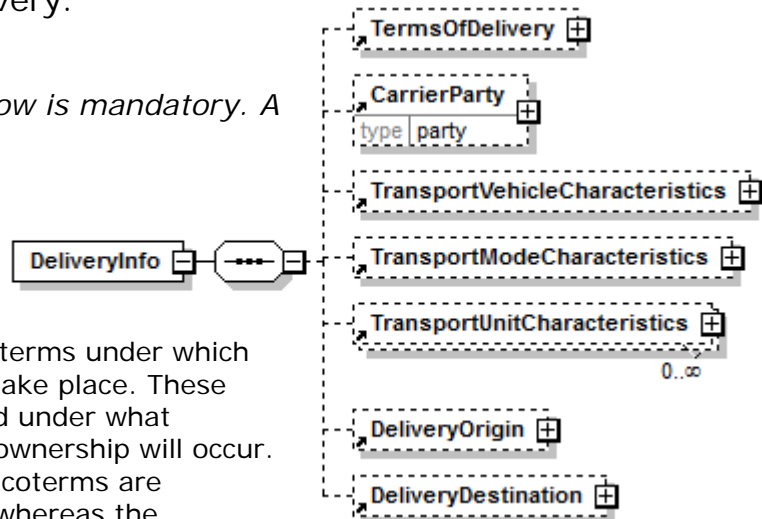 very.
ow is mandatory. A
terms under which
ake place. These
d under what
ownership will occur.
coterms are
whereas the
DeliveryInfo
TermsOfDelivery
CarrierParty
type party
TransportVehicleCharacteristics
TransportModeCharacteristics
TransportUnitCharacteristics
0..∞
DeliveryOrigin
DeliveryDestination